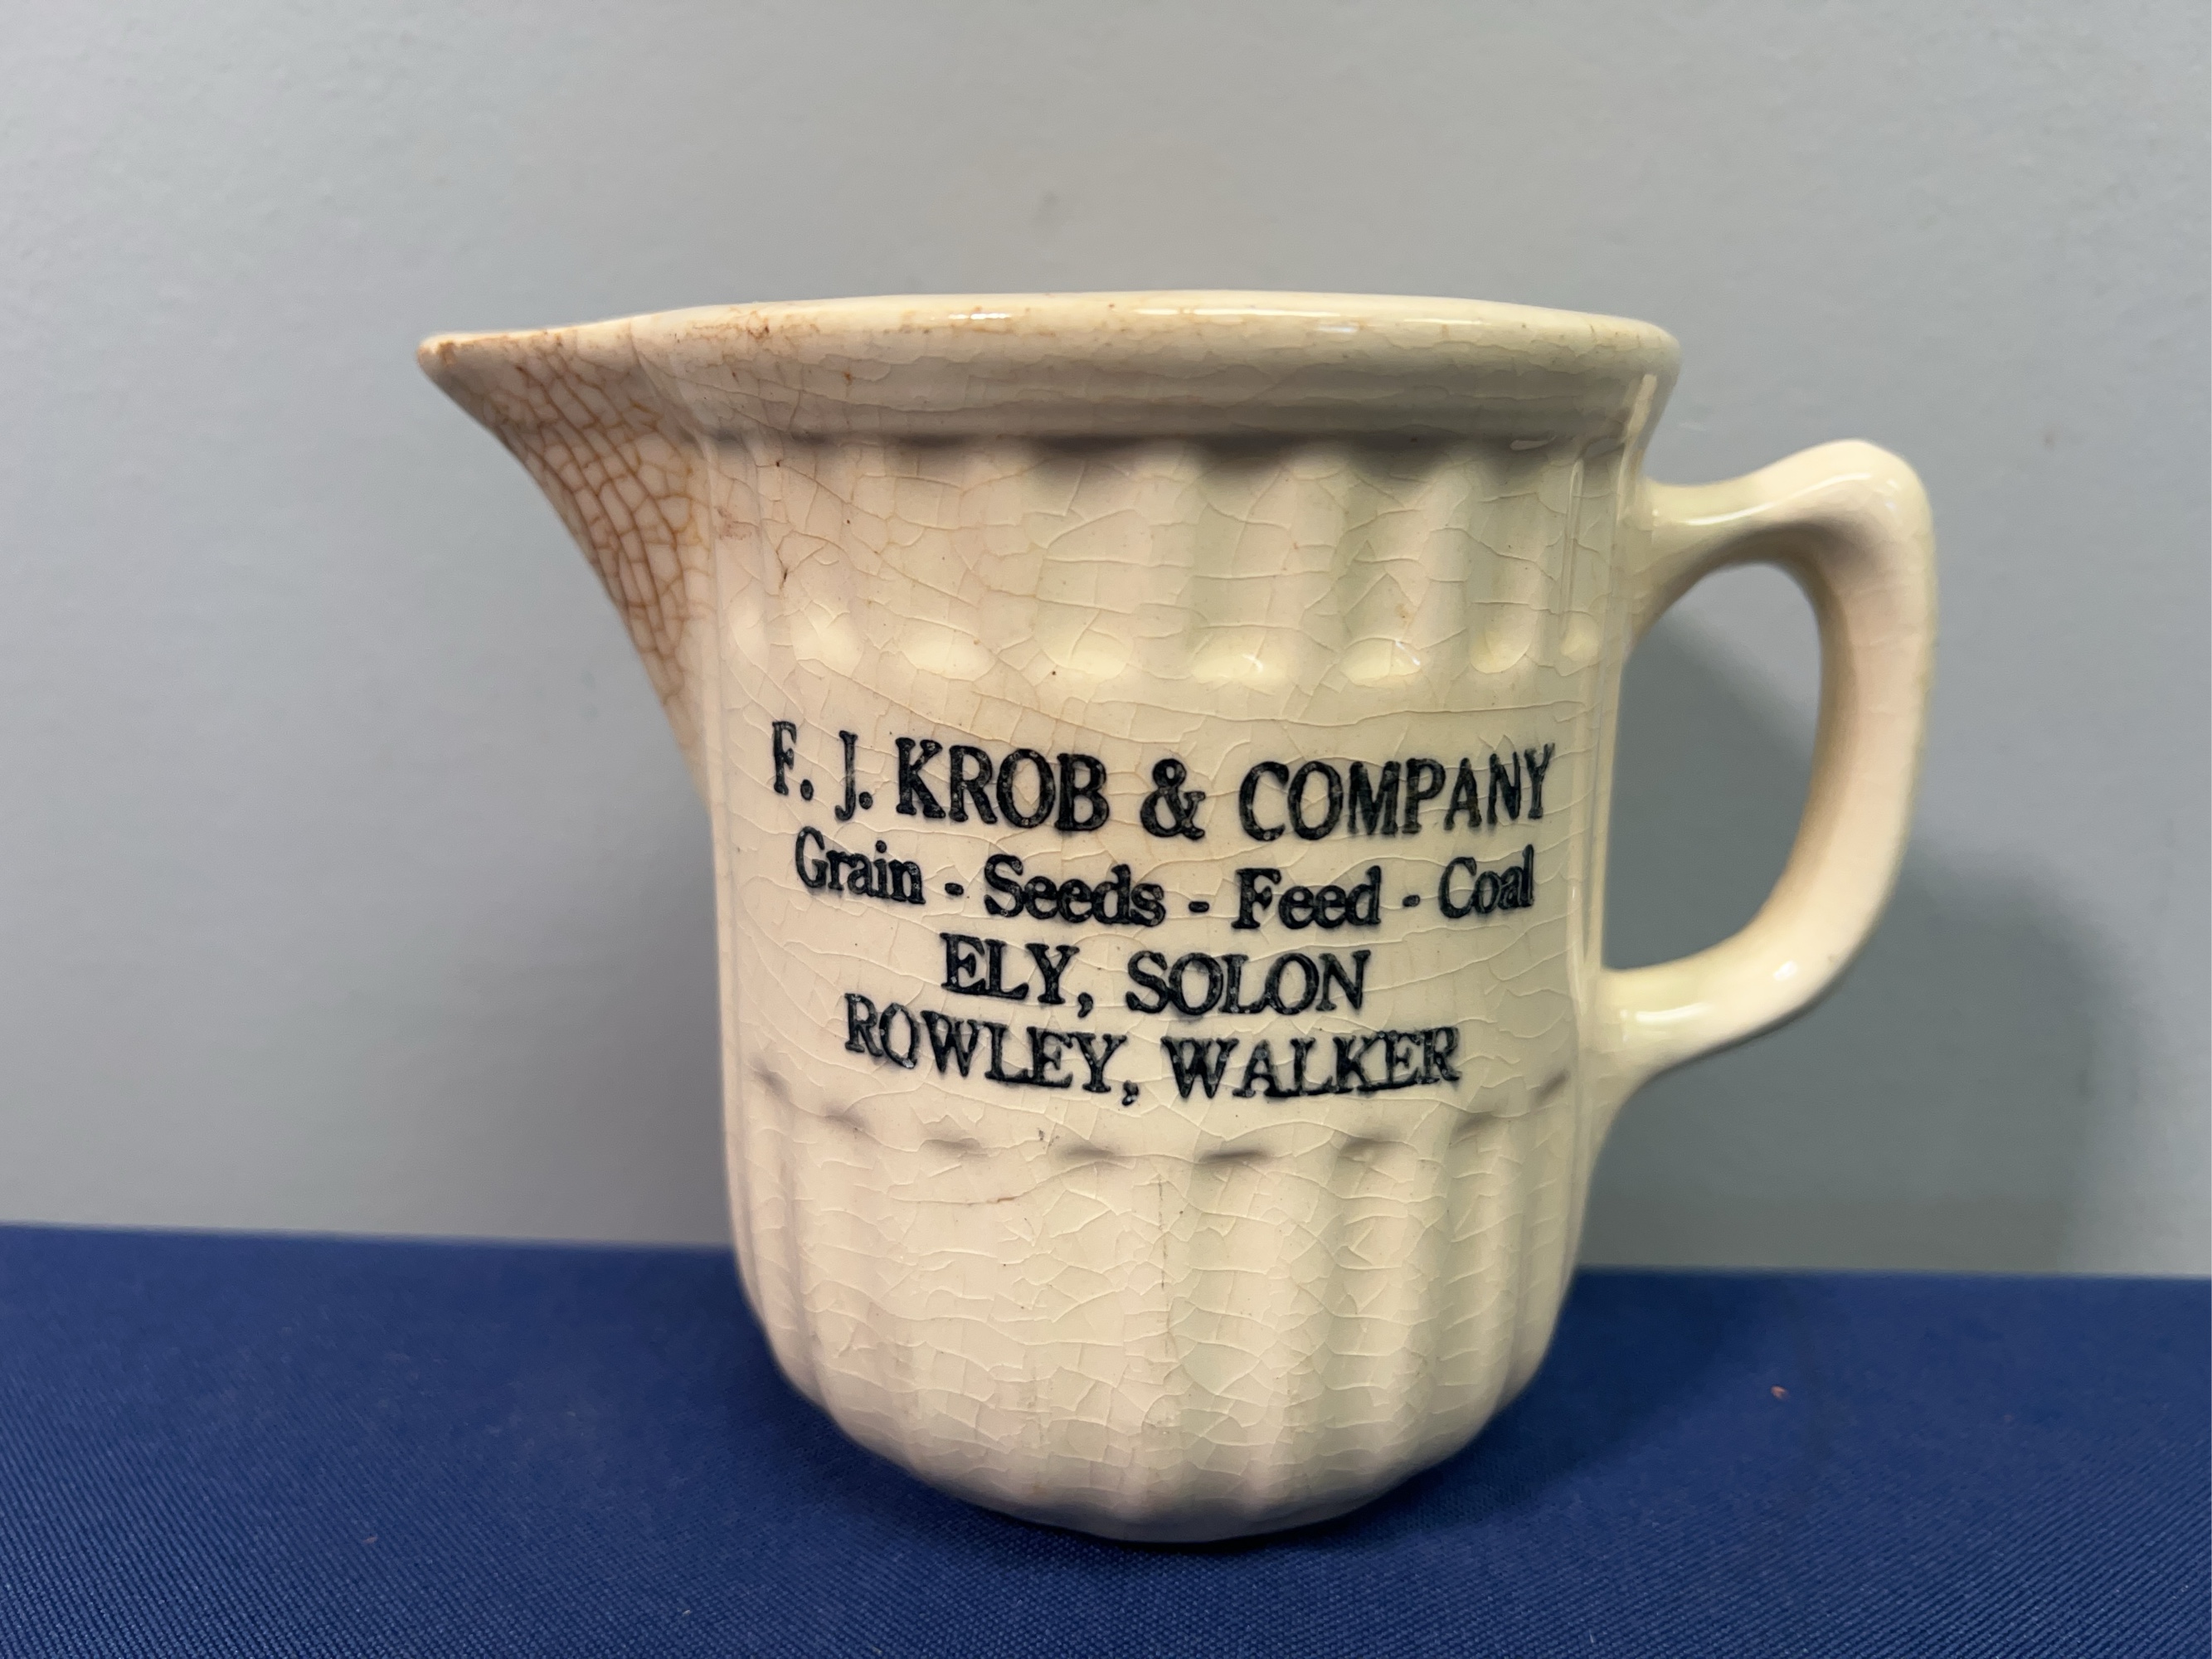 F. J. KROB & COMPANY
Grain - Seeds - Feed - Coal
ELY, SOLON
ROWLEY, WALKER